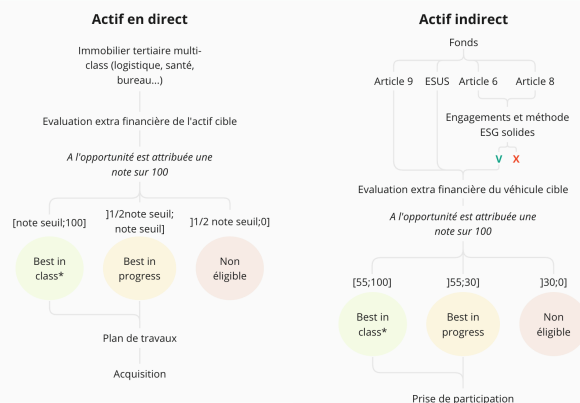 Actif en direct
Immobilier tertiaire multi-
class (logistique, santé,
bureau...)
Evaluation extra financière de l'actif cible
A l'opportunité est attribuée une
note sur 100
[note seuil;100]
]1/2note seuil;
note seuil]
]1/2 note seuil;0]
Best in
class*
Best in
progress
Non
éligible
Plan de travaux
Acquisition
Actif indirect
Fonds
Article 9
ESUS
Article 6
Article 8
Engagements et méthode
ESG solides
V
X
Evaluation extra financière du véhicule cible
A l'opportunité est attribuée une
note sur 100
[55;100]
]55;30]
]30;0]
Best in
class*
Best in
progress
Non
éligible
Prise de participation